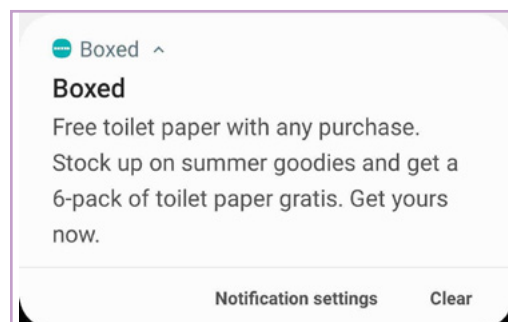 Boxed
Boxed
Free toilet paper with any purchase.
Stock up on summer goodies and get a
6-pack of toilet paper gratis. Get yours
now.
Notification settings Clear